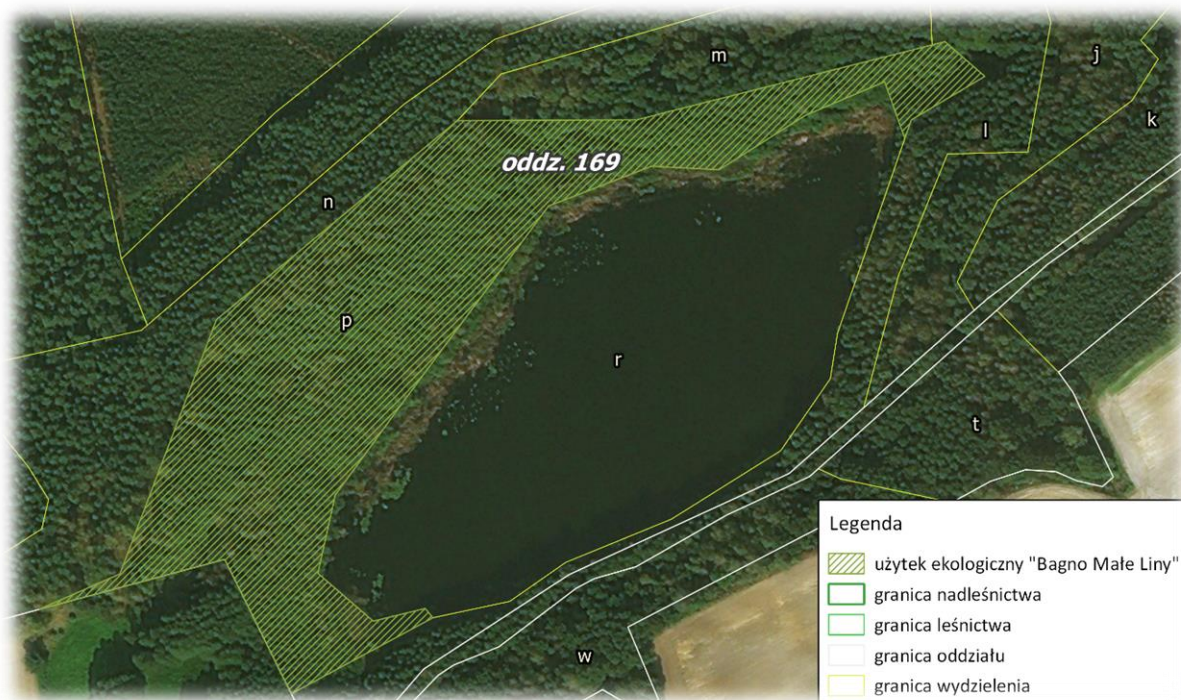 m
j
k
l
oddz. 169
n
p
r
t
w
Legenda
użytek ekologiczny "Bagno Małe Liny"
granica nadleśnictwa
granica leśnictwa
granica oddziału
granica wydzielenia